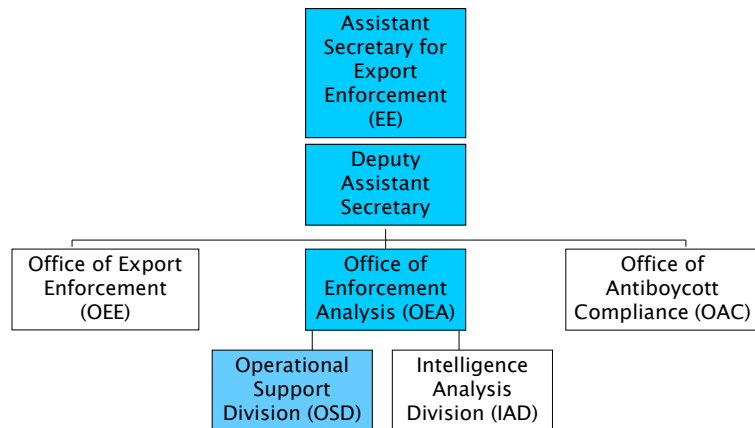 Assistant
Secretary for
Export
Enforcement
(EE)
Deputy
Assistant
Secretary
Office of Export
Enforcement
(OEE)
Office of
Enforcement
Analysis (OEA)
Office of
Antiboycott
Compliance (OAC)
Operational
Support
Division (OSD)
Intelligence
Analysis
Division (IAD)